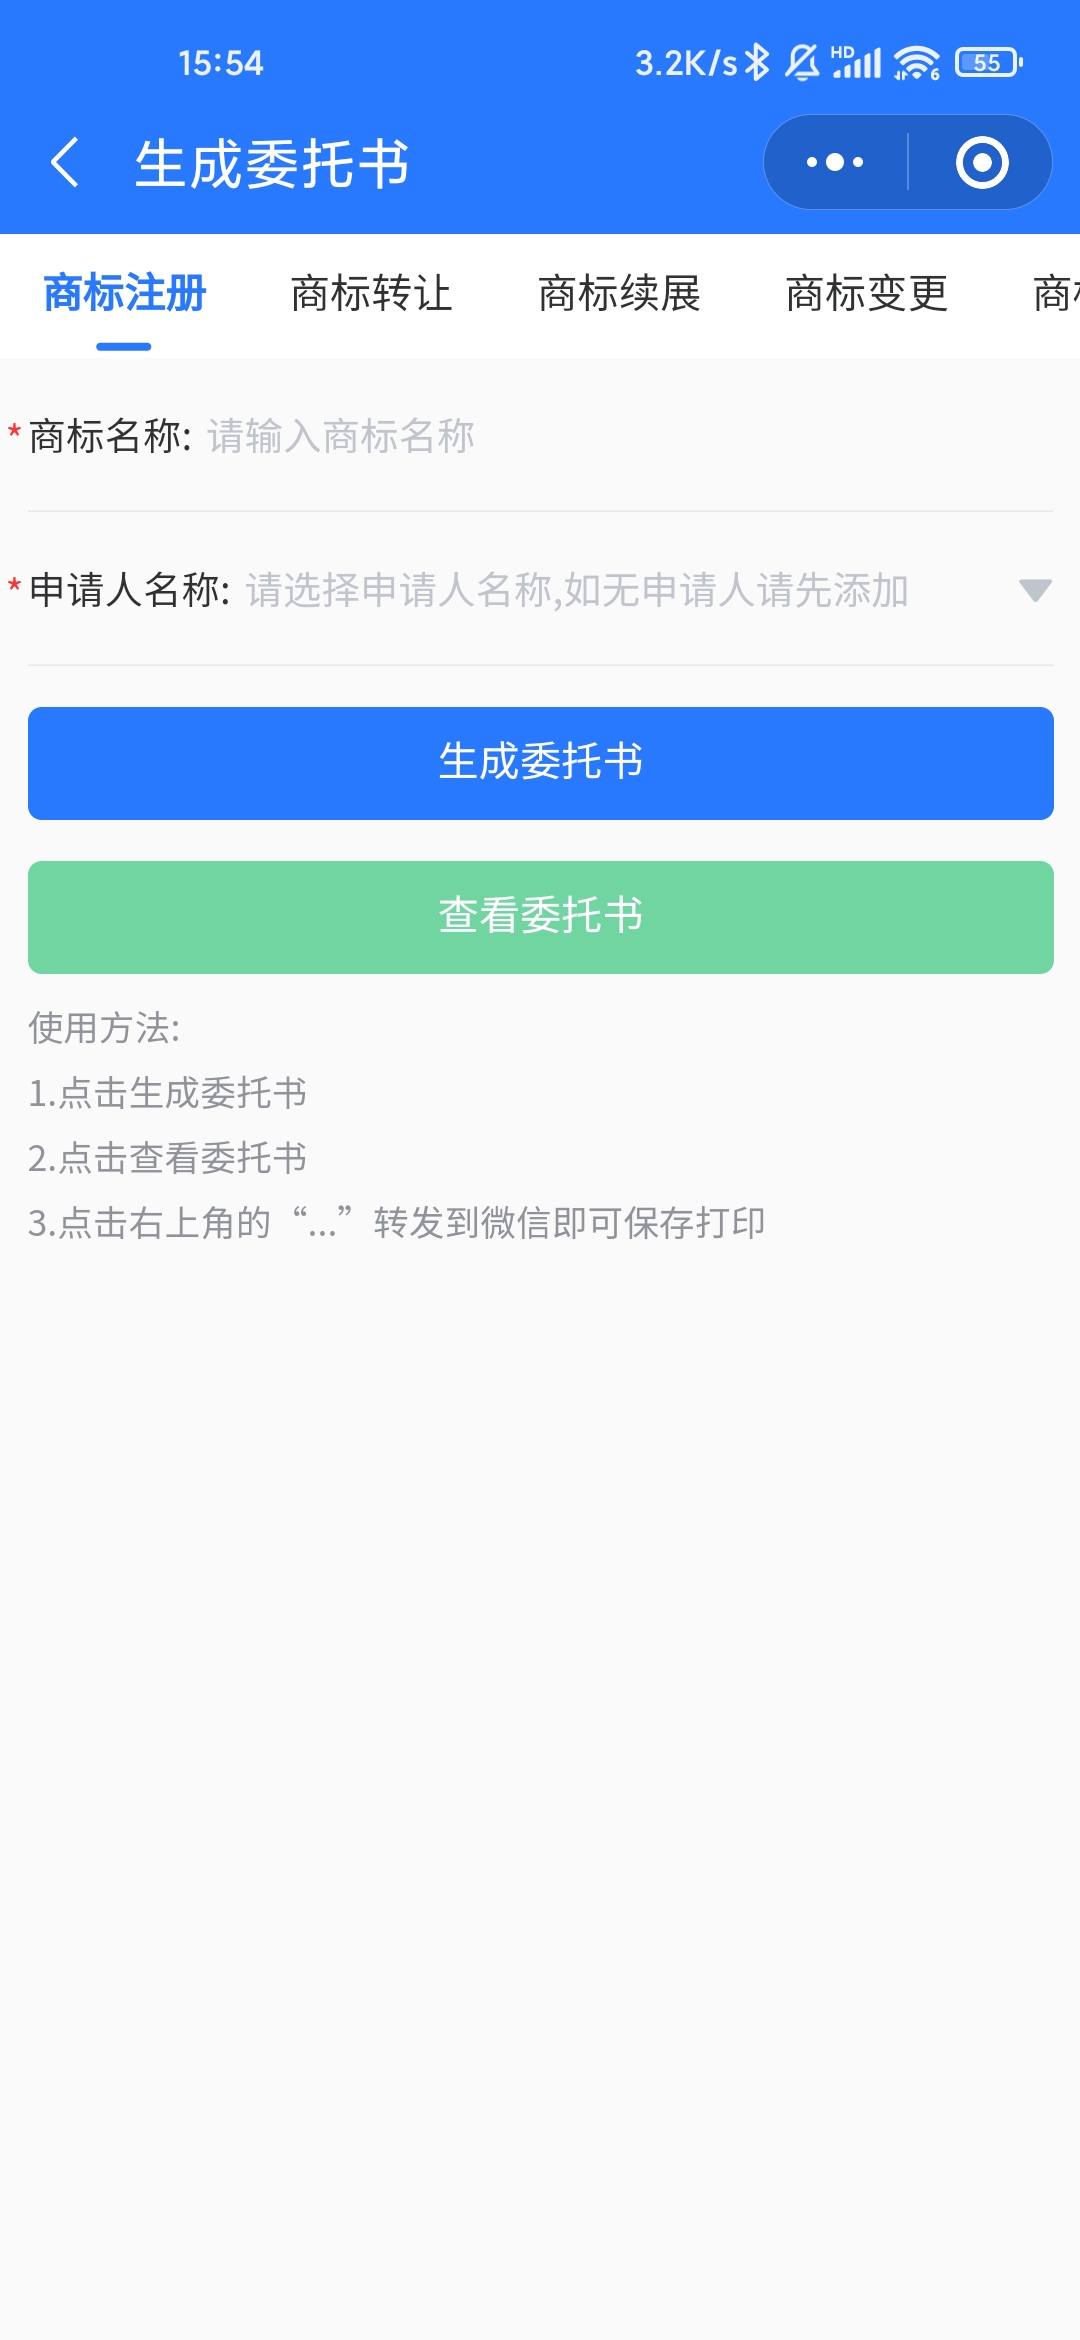 15:54 3.2K/s HD 6 55
生成委托书
商标注册 商标转让 商标续展 商标变更 商
*商标名称: 请输入商标名称
*申请人名称: 请选择申请人名称,如无申请人请先添加
生成委托书
查看委托书
使用方法:
1.点击生成委托书
2.点击查看委托书
3.点击右上角的“...”转发到微信即可保存打印